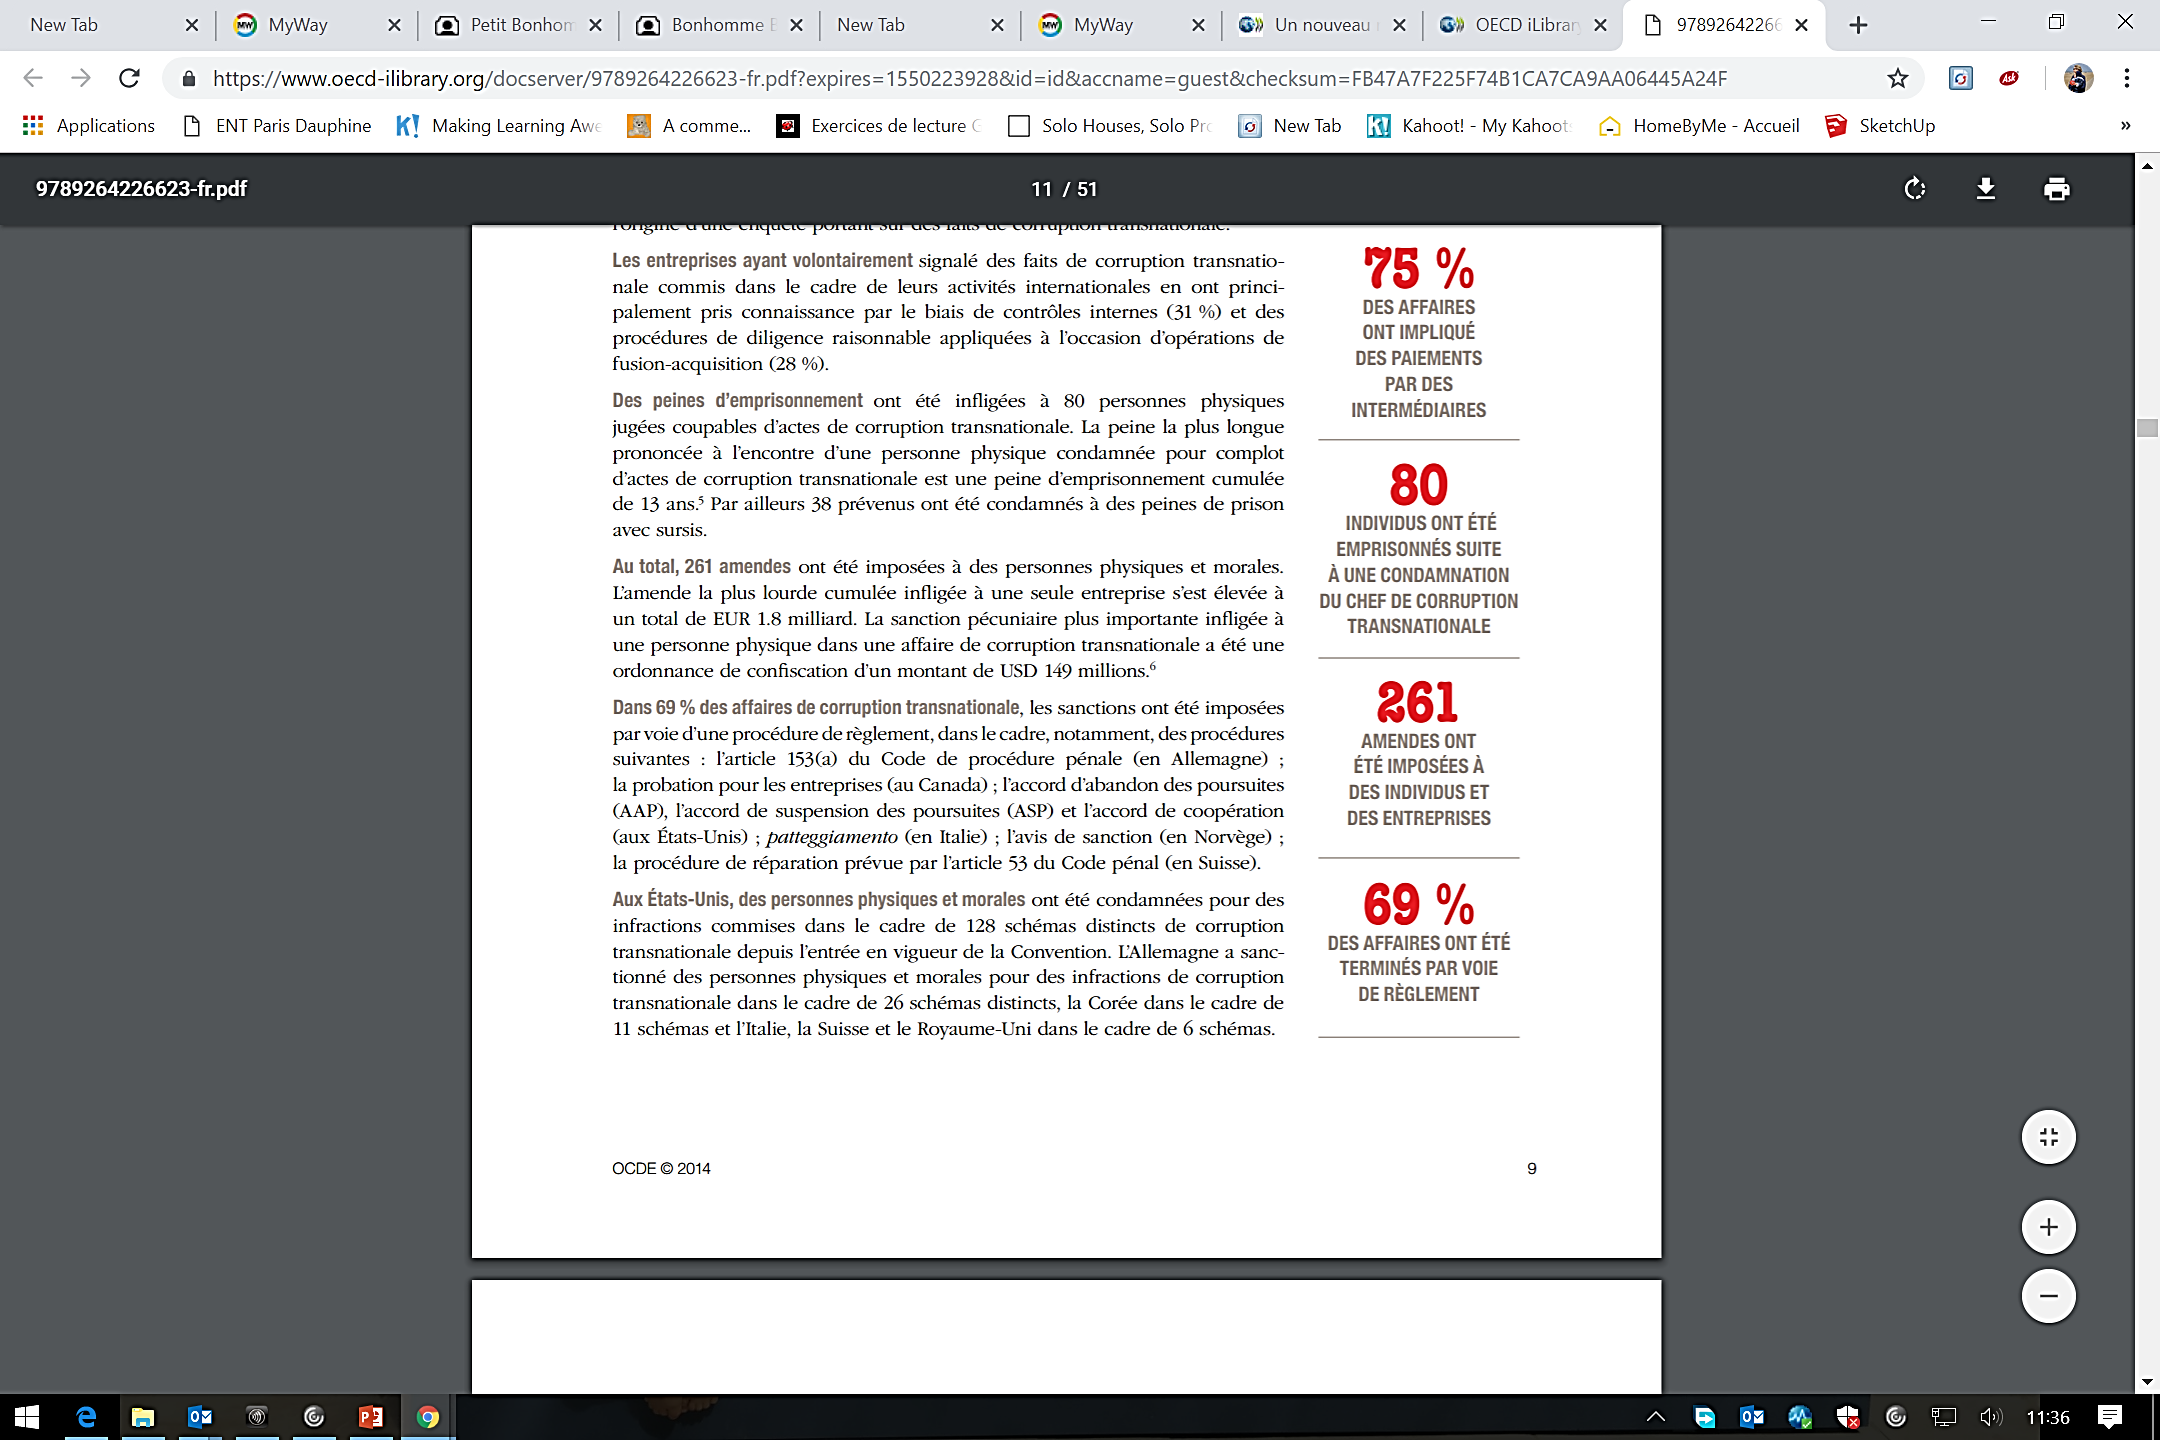 New Tab
MyWay
Petit Bonhom
Bonhomme E
New Tab
MyWay
Un nouveau
OECD iLibrar
9789264226
https://www.oecd-ilibrary.org/docserver/9789264226623-fr.pdf?expires=1550223928&id=id&accname=guest&checksum=FB47A7F225F74B1CA7CA9AA06445A24F
Ask
Applications
ENT Paris Dauphine
K! Making Learning Awe
A comme...
Exercices de lecture
Solo Houses, Solo Pro
New Tab
K! Kahoot! - My Kahoot
HomeByMe - Accueil
SketchUp
»
9789264226623-fr.pdf
11 / 51
l'origine d'une enquête portant sur des faits de corruption transnationale.
Les entreprises ayant volontairement signalé des faits de corruption transnatio-
nale commis dans le cadre de leurs activités internationales en ont princi-
palement pris connaissance par le biais de contrôles internes (31 %) et des
procédures de diligence raisonnable appliquées à l'occasion d'opérations de
fusion-acquisition (28 %).
Des peines d'emprisonnement ont été infligées à 80 personnes physiques
jugées coupables d'actes de corruption transnationale. La peine la plus longue
prononcée à l'encontre d'une personne physique condamnée pour complot
d'actes de corruption transnationale est une peine d'emprisonnement cumulée
de 13 ans.⁵ Par ailleurs 38 prévenus ont été condamnés à des peines de prison
avec sursis.
Au total, 261 amendes ont été imposées à des personnes physiques et morales.
L'amende la plus lourde cumulée infligée à une seule entreprise s'est élevée à
un total de EUR 1.8 milliard. La sanction pécuniaire plus importante infligée à
une personne physique dans une affaire de corruption transnationale a été une
ordonnance de confiscation d'un montant de USD 149 millions.⁶
Dans 69 % des affaires de corruption transnationale, les sanctions ont été imposées
par voie d'une procédure de règlement, dans le cadre, notamment, des procédures
suivantes : l'article 153(a) du Code de procédure pénale (en Allemagne) ;
la probation pour les entreprises (au Canada) ; l'accord d'abandon des poursuites
(AAP), l'accord de suspension des poursuites (ASP) et l'accord de coopération
(aux États-Unis) ; patteggiamento (en Italie) ; l'avis de sanction (en Norvège) ;
la procédure de réparation prévue par l'article 53 du Code pénal (en Suisse).
Aux États-Unis, des personnes physiques et morales ont été condamnées pour des
infractions commises dans le cadre de 128 schémas distincts de corruption
transnationale depuis l'entrée en vigueur de la Convention. L'Allemagne a sanc-
tionné des personnes physiques et morales pour des infractions de corruption
transnationale dans le cadre de 26 schémas distincts, la Corée dans le cadre de
11 schémas et l'Italie, la Suisse et le Royaume-Uni dans le cadre de 6 schémas.
75 %
DES AFFAIRES
ONT IMPLIQUÉ
DES PAIEMENTS
PAR DES
INTERMÉDIAIRES
80
INDIVIDUS ONT ÉTÉ
EMPRISONNÉS SUITE
À UNE CONDAMNATION
DU CHEF DE CORRUPTION
TRANSNATIONALE
261
AMENDES ONT
ÉTÉ IMPOSÉES À
DES INDIVIDUS ET
DES ENTREPRISES
69 %
DES AFFAIRES ONT ÉTÉ
TERMINÉS PAR VOIE
DE RÈGLEMENT
OCDE © 2014
9
11:36